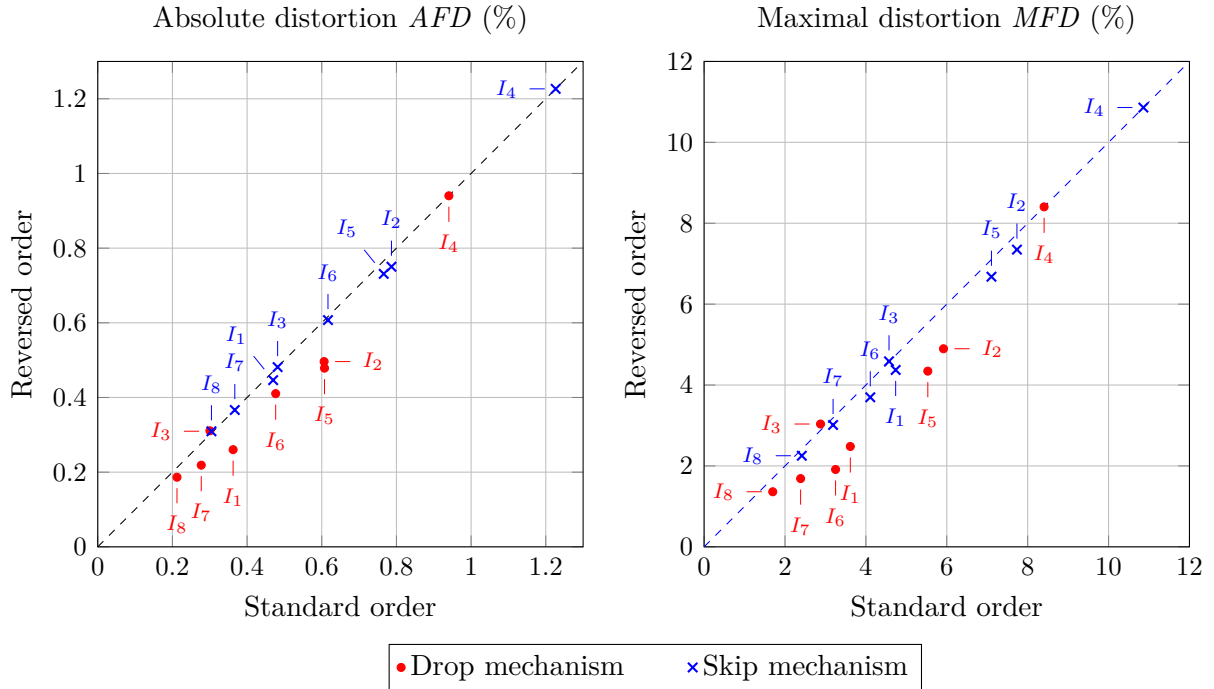 Absolute distortion AFD (%)
Maximal distortion MFD (%)
Reversed order
1.2
1
0.8
0.6
0.4
0.2
0
I4
I2
I5
I4
I6
I3
I1
I2
I7
I5
I8
I6
I3
I1
I7
I8
0 0.2 0.4 0.6 0.8 1 1.2
Standard order
Reversed order
12
10
8
6
4
2
0
I4
I2
I5
I4
I3
I6
I2
I7
I1
I5
I3
I8
I1
I8
I6
I7
0 2 4 6 8 10 12
Standard order
Drop mechanism Skip mechanism